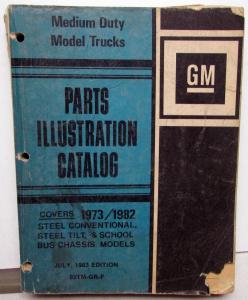 Medium Duty
Model Trucks
GM
PARTS
ILLUSTRATION
CATALOG
COVERS 1973/1982
STEEL CONVENTIONAL,
STEEL TILT, & SCHOOL
BUS CHASSIS MODELS
JULY, 1983 EDITION